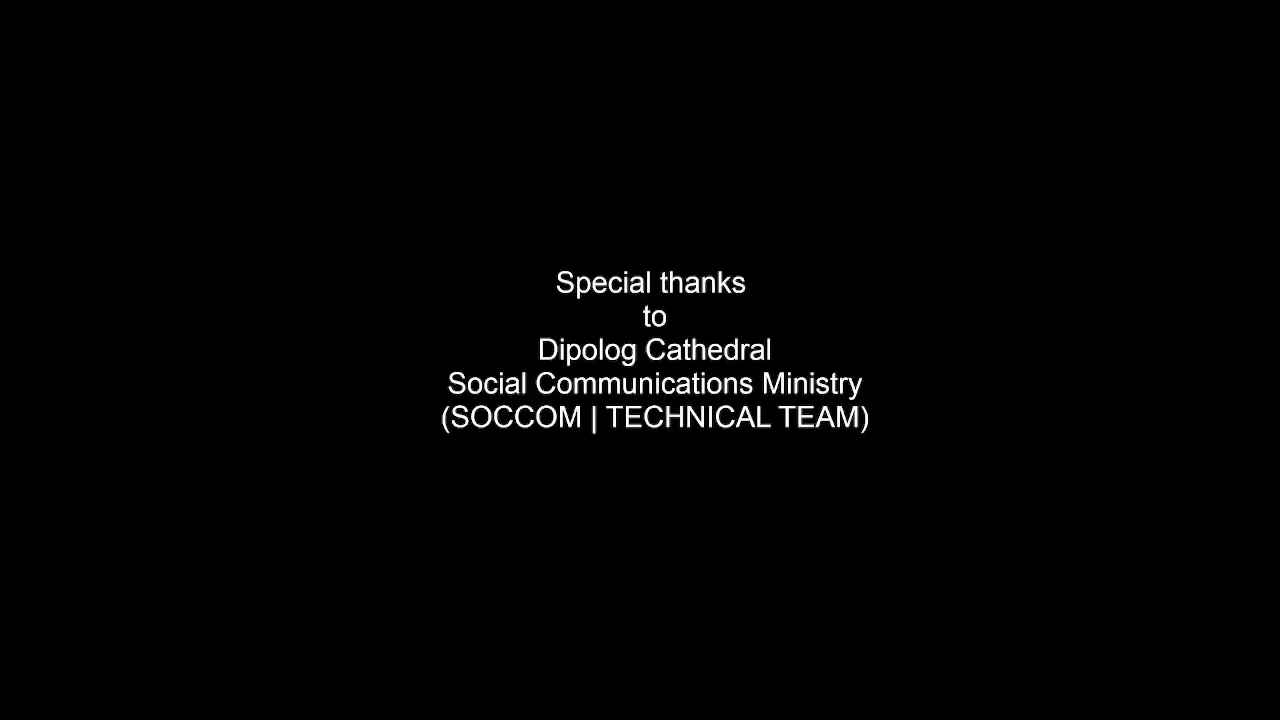 Special thanks
to
Dipolog Cathedral
Social Communications Ministry
(SOCCOM | TECHNICAL TEAM)